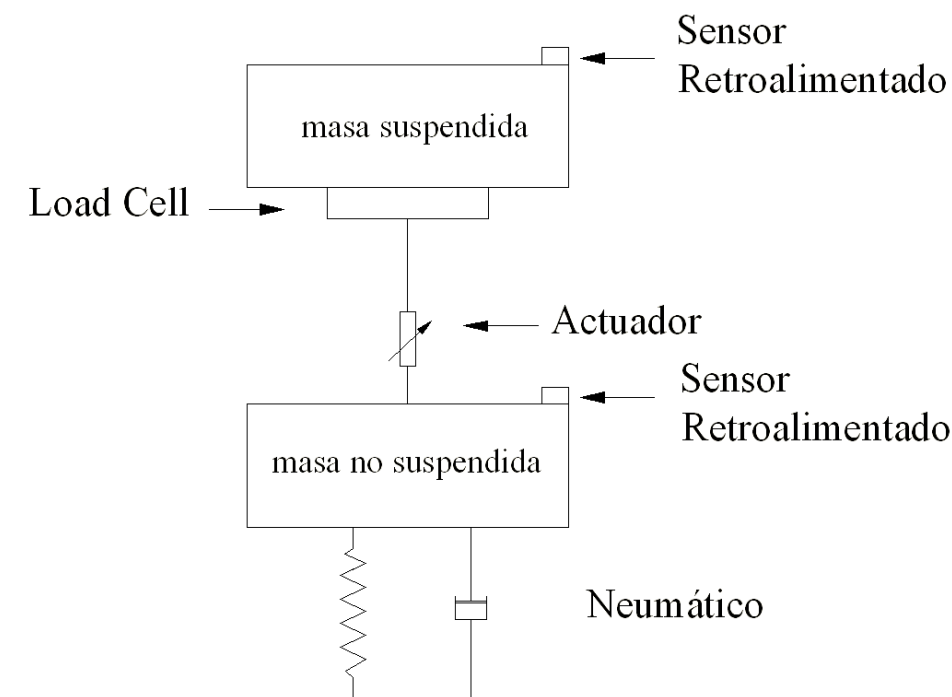 Sensor
Retroalimentado
masa suspendida
Load Cell
Actuador
Sensor
Retroalimentado
masa no suspendida
Neumático